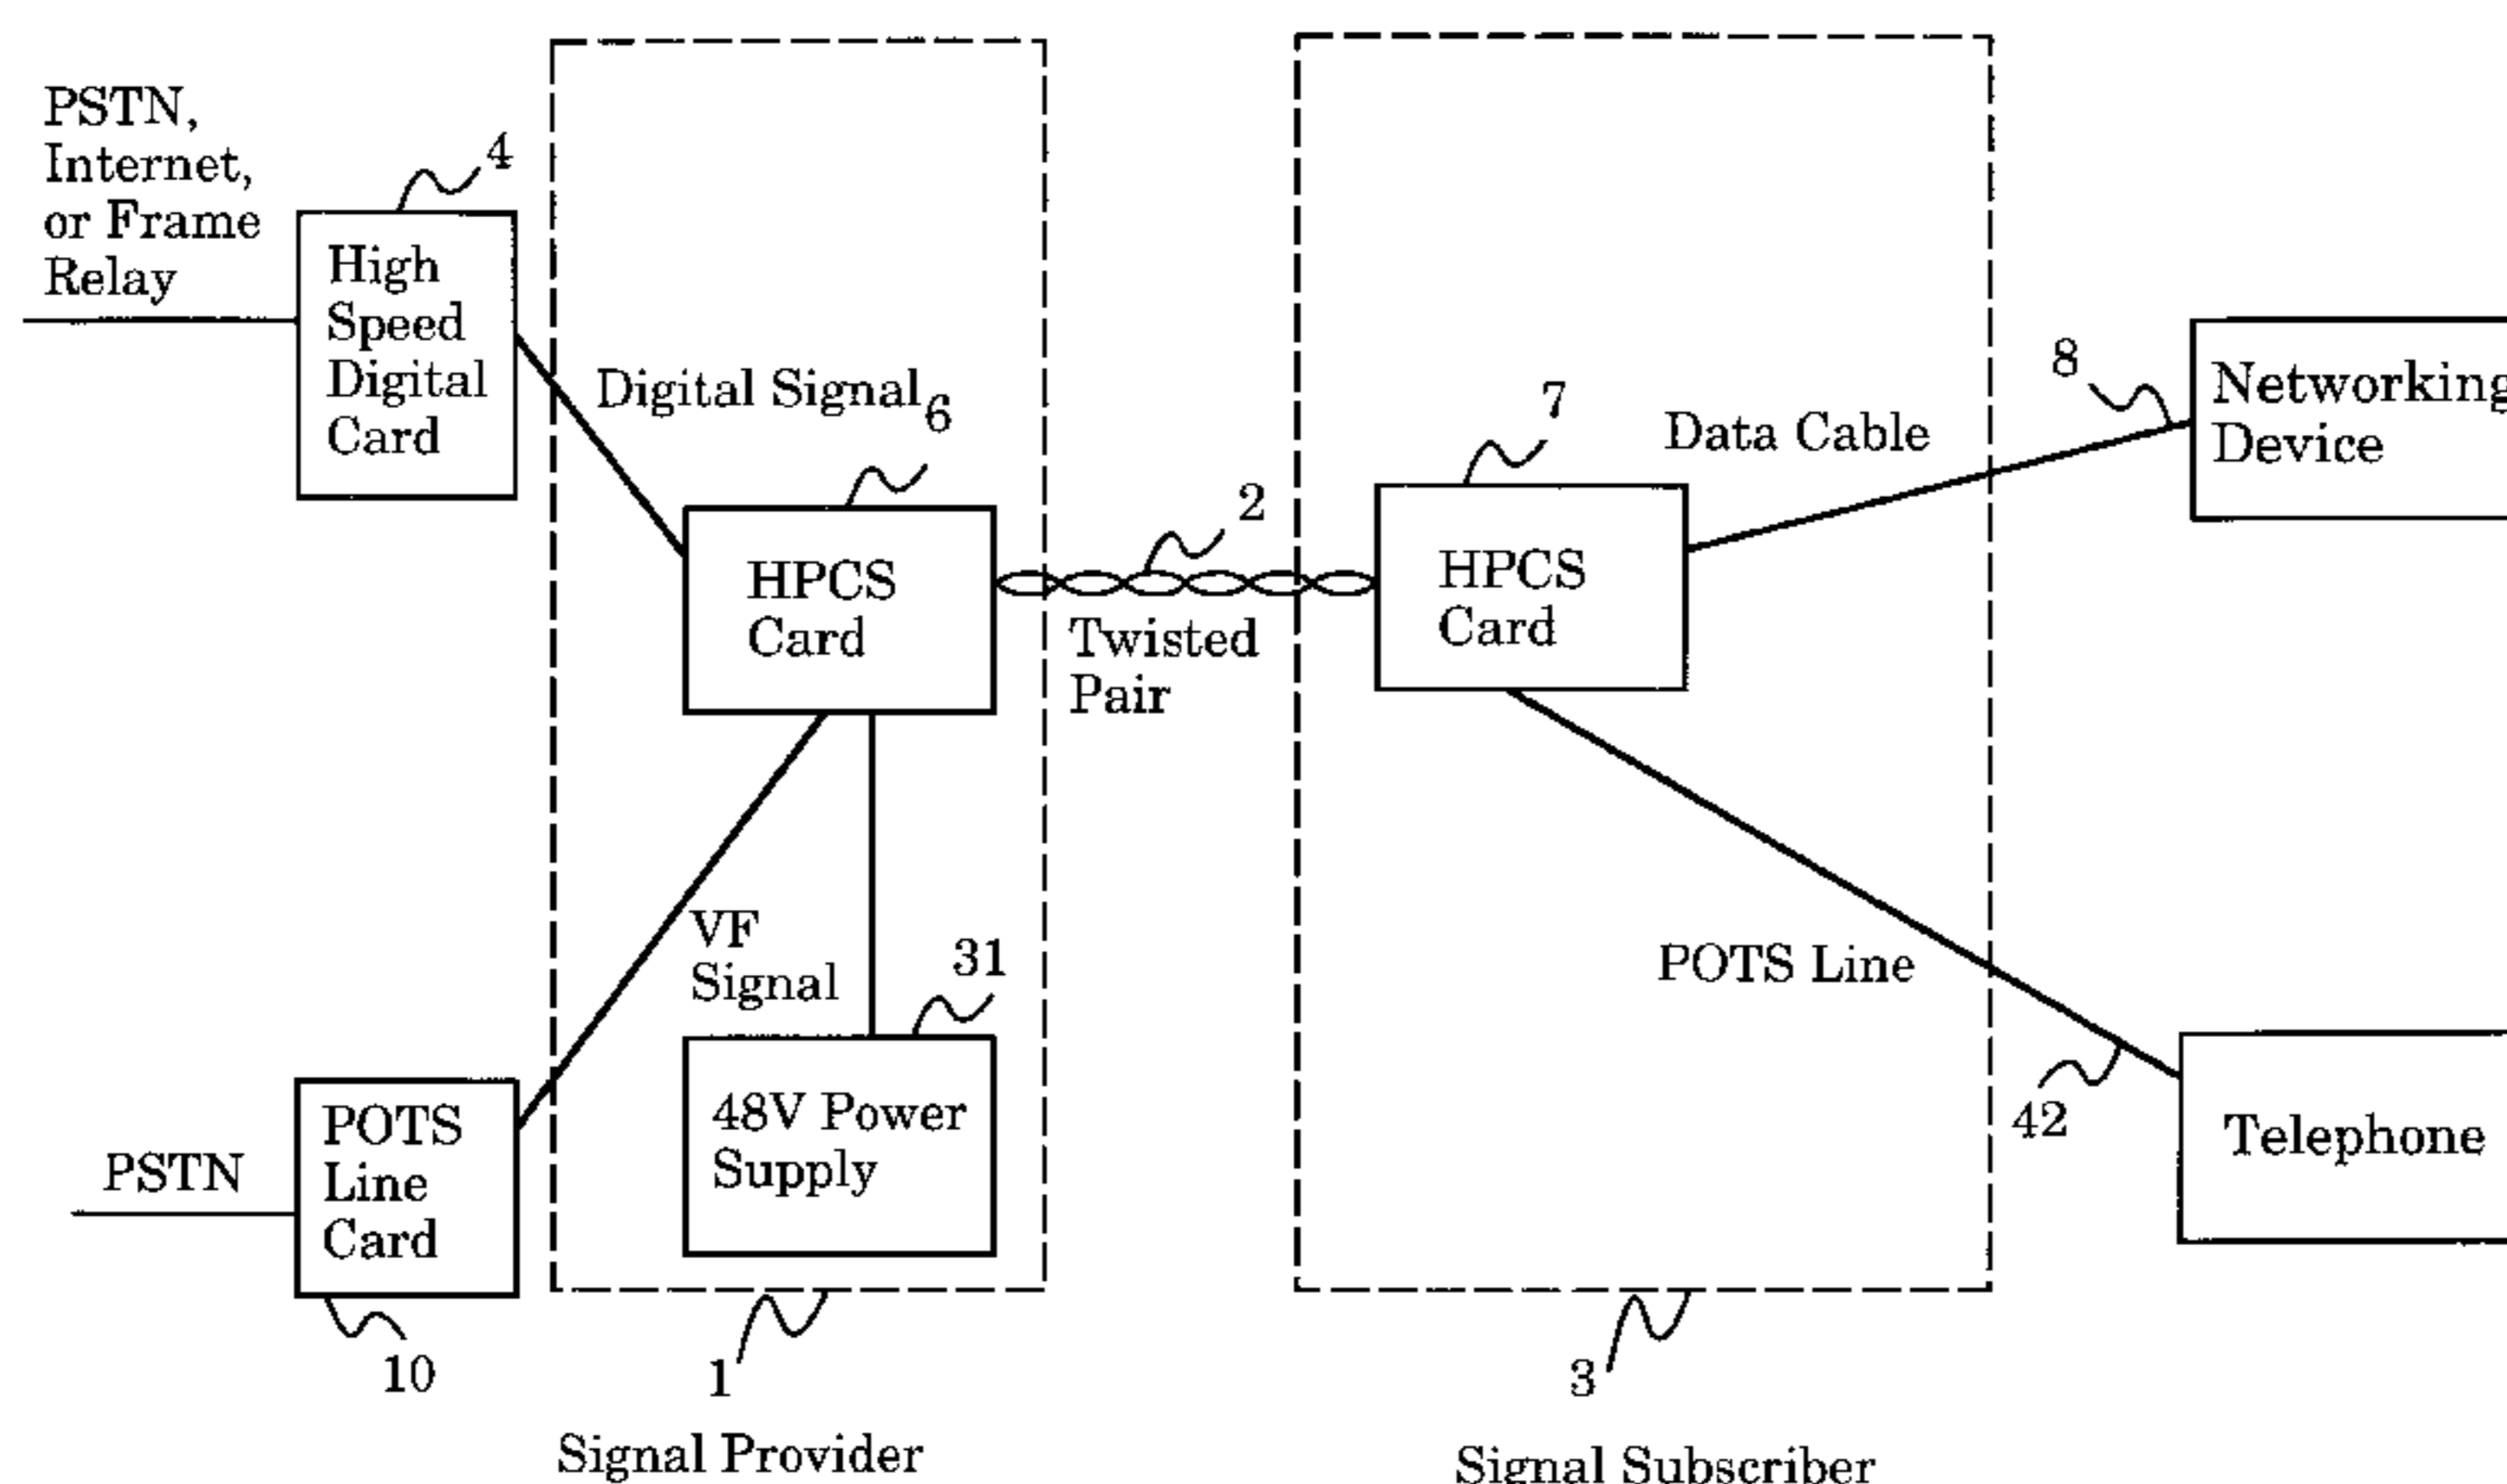 PSTN,
Internet,
or Frame
Relay
4
High
Speed
Digital
Card
Digital Signal
6
HPCS
Card
2
Twisted
Pair
7
HPCS
Card
Data Cable
8
Networking
Device
VF
Signal
31
48V Power
Supply
PSTN
POTS
Line
Card
10
1
Signal Provider
POTS Line
42
Telephone
3
Signal Subscriber